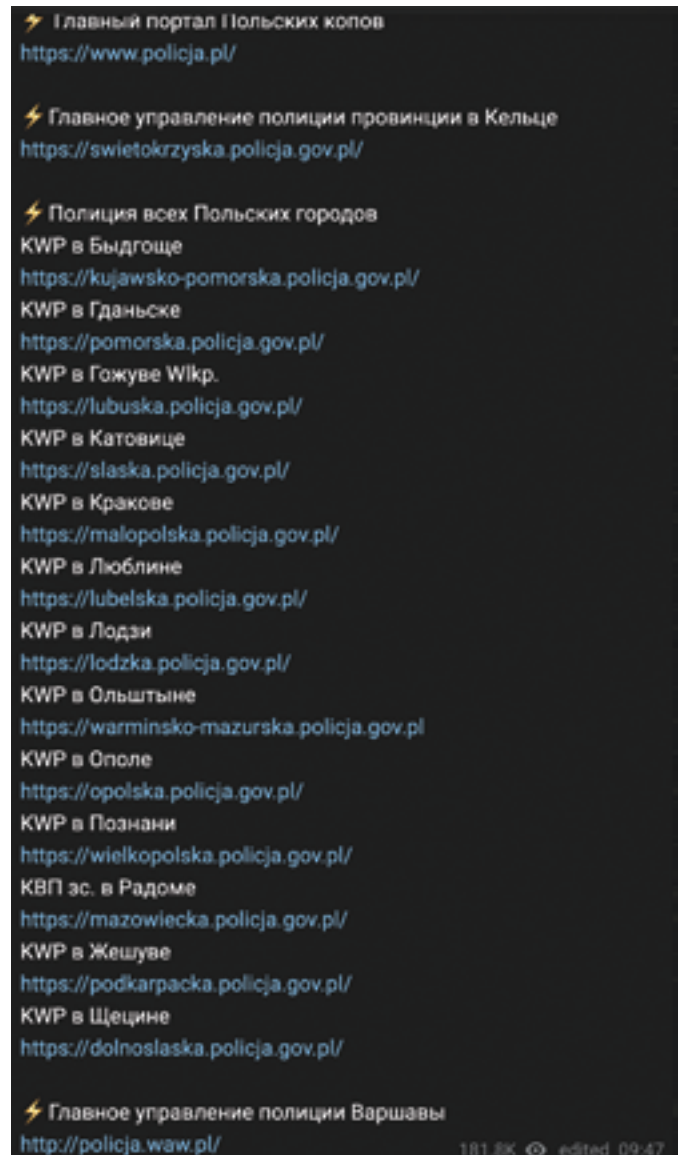 ⚡ Главный портал Польских копов
https://www.policja.pl/
⚡ Главное управление полиции провинции в Кельце
https://swietokrzyska.policja.gov.pl/
⚡ Полиция всех Польских городов
KWP в Быдгоще
https://kujawsko-pomorska.policja.gov.pl/
KWP в Гданьске
https://pomorska.policja.gov.pl/
KWP в Гожуве Wlkp.
https://lubuska.policja.gov.pl/
KWP в Катовице
https://slaska.policja.gov.pl/
KWP в Кракове
https://malopolska.policja.gov.pl/
KWP в Люблине
https://lubelska.policja.gov.pl/
KWP в Лодзи
https://lodzka.policja.gov.pl/
KWP в Ольштыне
https://warminsko-mazurska.policja.gov.pl
KWP в Ополе
https://opolska.policja.gov.pl/
KWP в Познани
https://wielkopolska.policja.gov.pl/
КВП зс. в Радоме
https://mazowiecka.policja.gov.pl/
KWP в Жешуве
https://podkarpacka.policja.gov.pl/
KWP в Щецине
https://dolnoslaska.policja.gov.pl/
⚡ Главное управление полиции Варшавы
http://policja.waw.pl/
181.8K edited 09:47